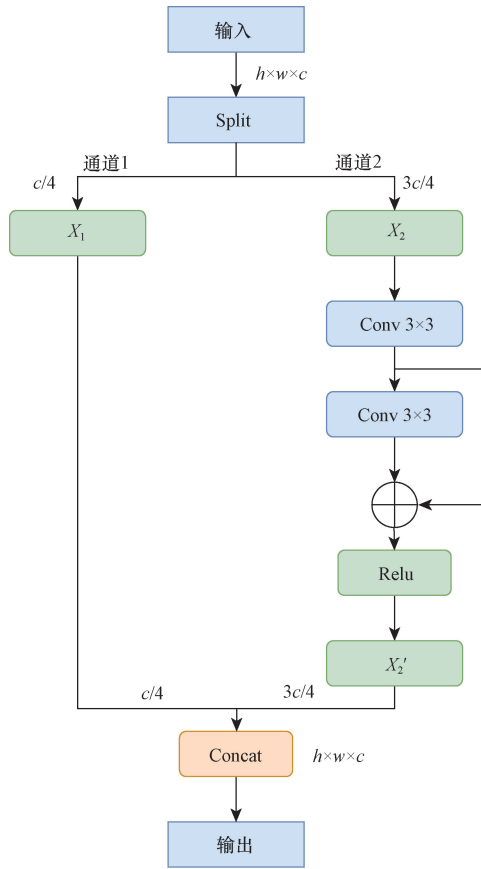 输入
h×w×c
Split
通道1
通道2
c/4
3c/4
X₁
X₂
Conv 3×3
Conv 3×3
Relu
X₂′
c/4
3c/4
Concat
h×w×c
输出